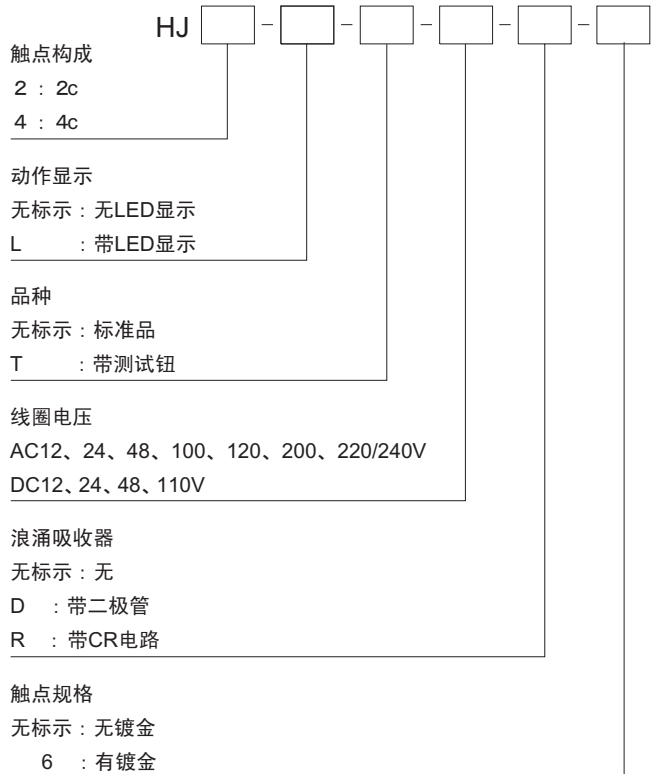 HJ □-□-□-□-□-□
触点构成
2 : 2c
4 : 4c
动作显示
无标示:无LED显示
L :带LED显示
品种
无标示:标准品
T :带测试钮
线圈电压
AC12、24、48、100、120、200、220/240V
DC12、24、48、110V
浪涌吸收器
无标示:无
D :带二极管
R :带CR电路
触点规格
无标示:无镀金
6 :有镀金